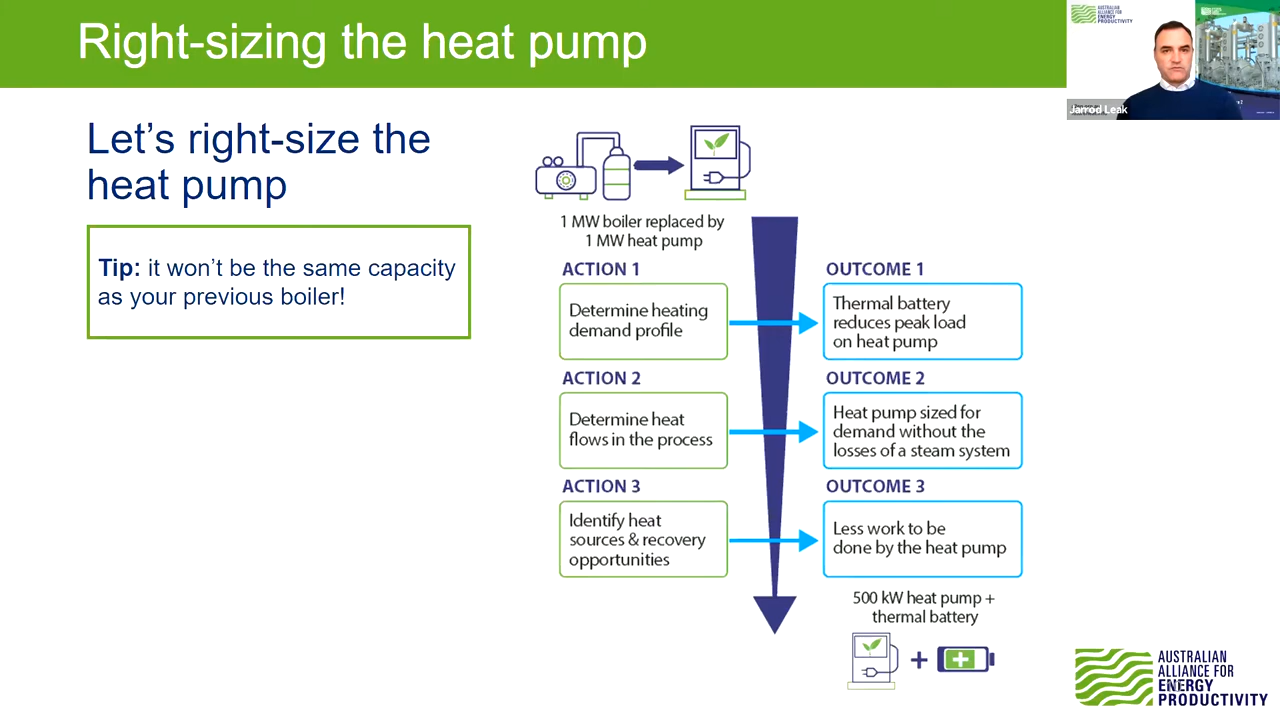 Right-sizing the heat pump
AUSTRALIAN
ALLIANCE FOR
ENERGY
PRODUCTIVITY
Jarrod Leak
Let's right-size the
heat pump
Tip: it won't be the same capacity
as your previous boiler!
1 MW boiler replaced by
1 MW heat pump
ACTION 1
Determine heating
demand profile
OUTCOME 1
Thermal battery
reduces peak load
on heat pump
ACTION 2
Determine heat
flows in the process
OUTCOME 2
Heat pump sized for
demand without the
losses of a steam system
ACTION 3
Identify heat
sources & recovery
opportunities
OUTCOME 3
Less work to be
done by the heat pump
500 kW heat pump +
thermal battery
+
AUSTRALIAN
ALLIANCE FOR
ENERGY
PRODUCTIVITY